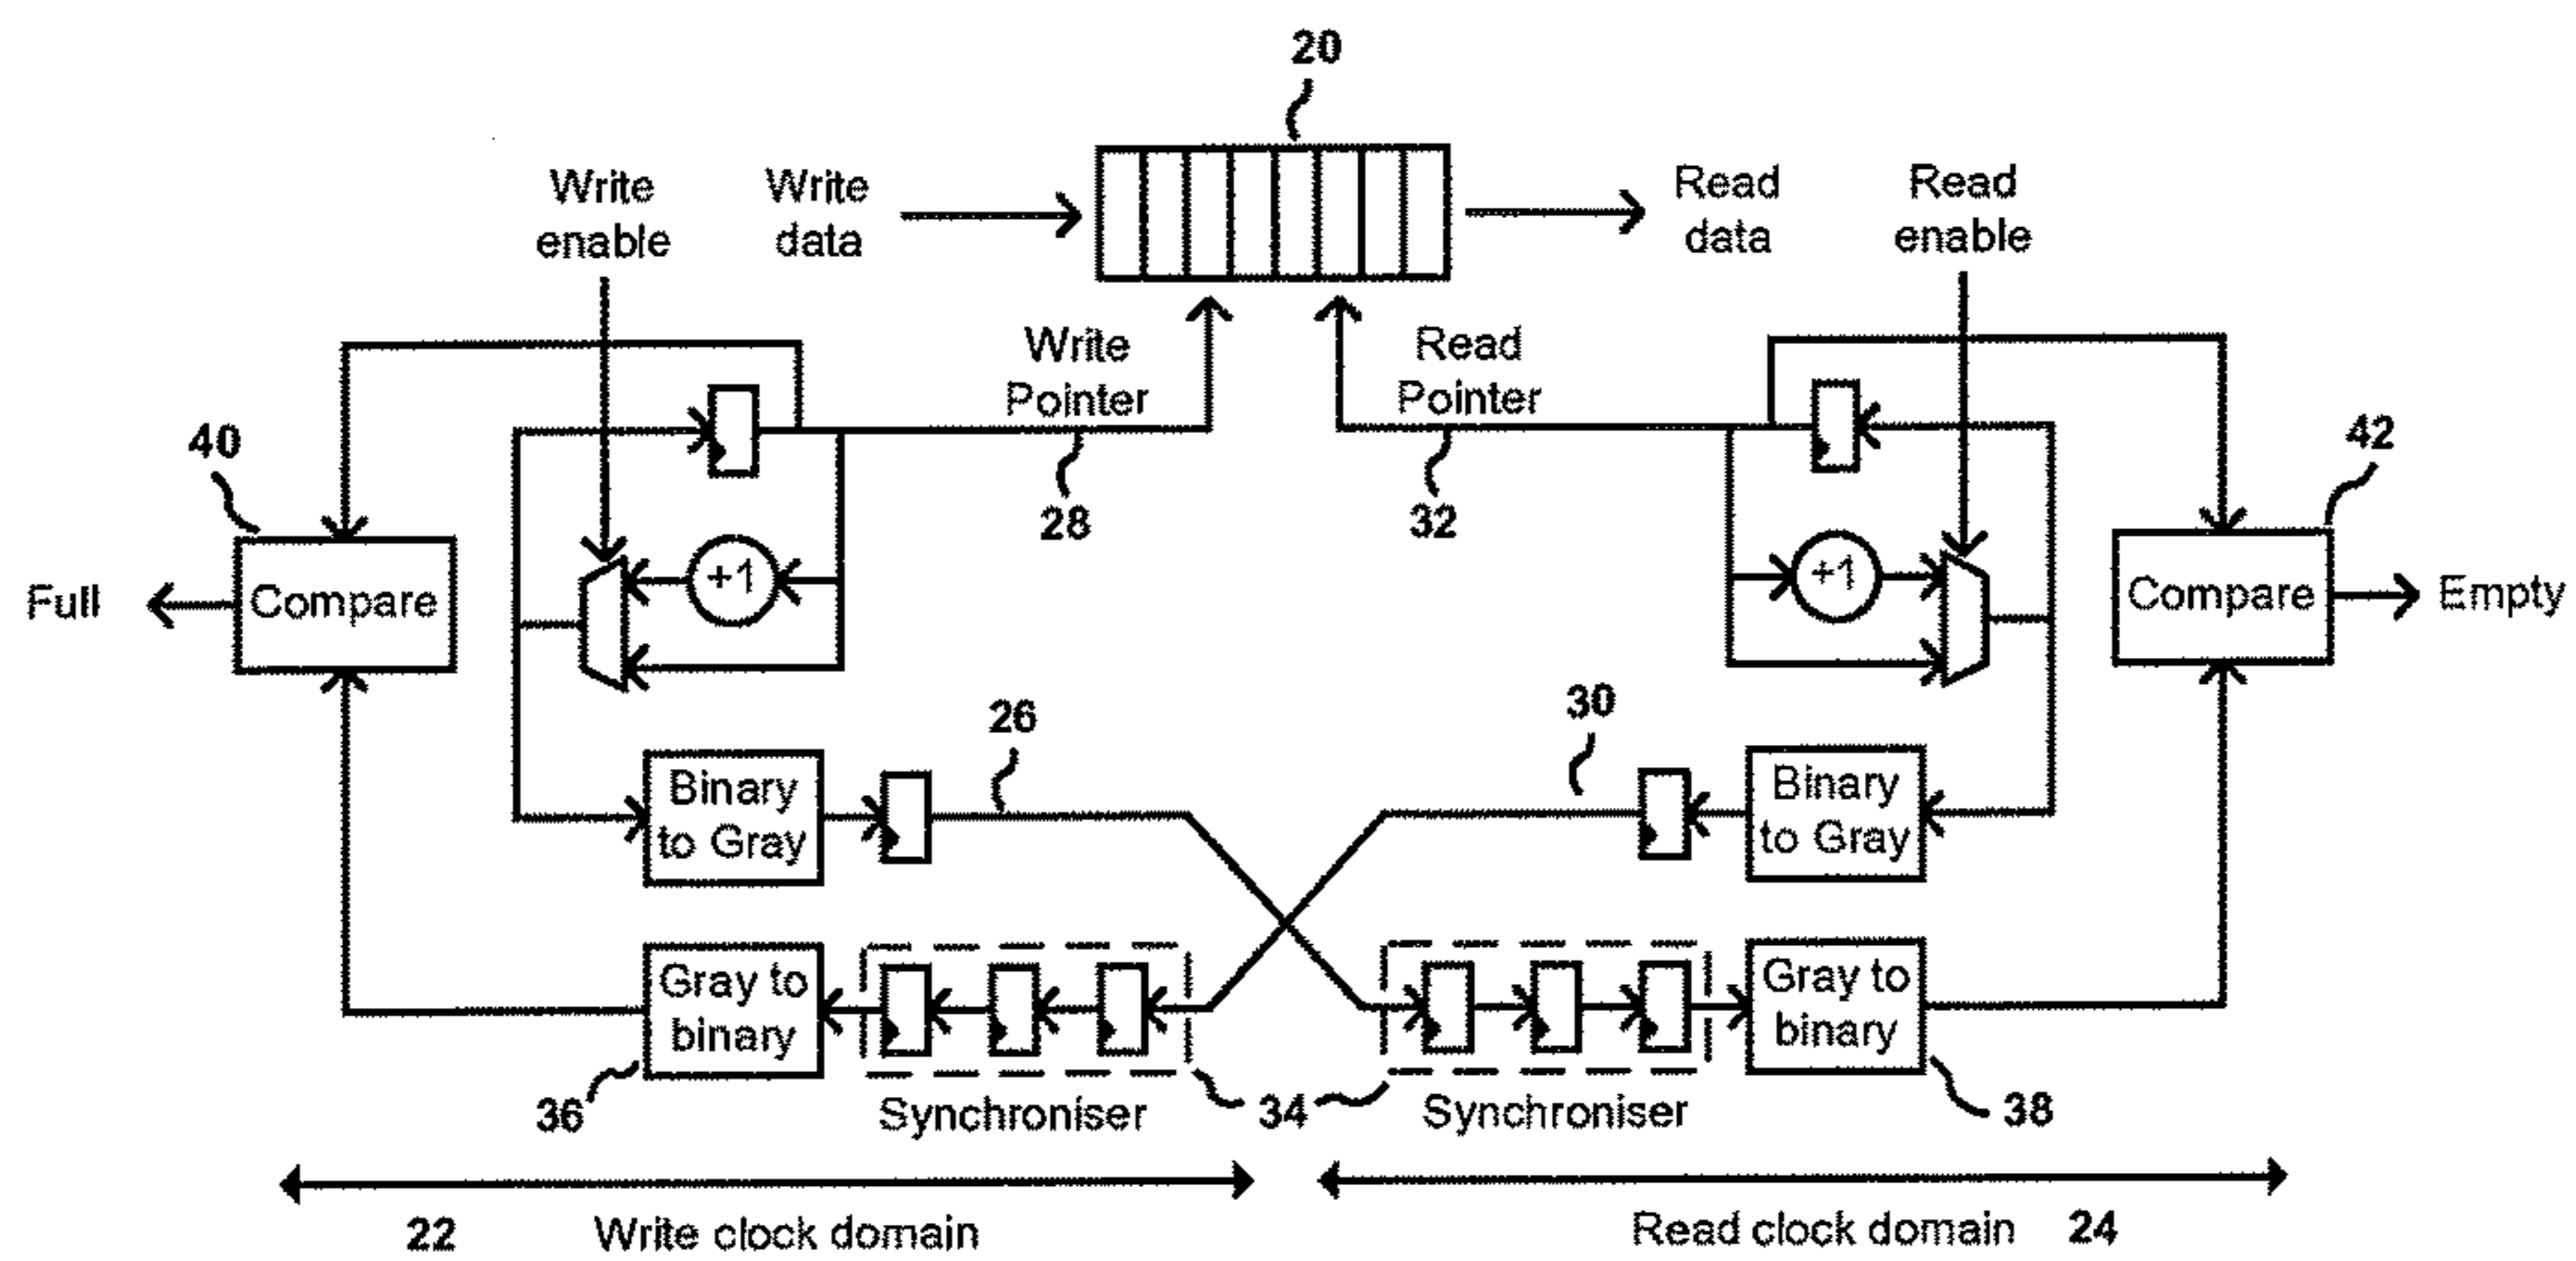 20
Write
enable
Write
data
Read
data
Read
enable
Write
Pointer
Read
Pointer
40
42
28
32
Full
Compare
+1
+1
Compare
Empty
26
30
Binary
to Gray
Binary
to Gray
Gray to
binary
Gray to
binary
36
Synchroniser
34
Synchroniser
38
22
Write clock domain
Read clock domain
24